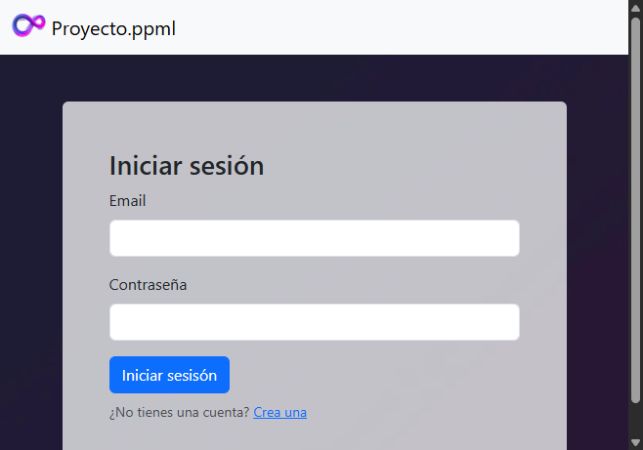 Proyecto.ppml
Iniciar sesión
Email
Contraseña
Iniciar sesisón
¿No tienes una cuenta? Crea una